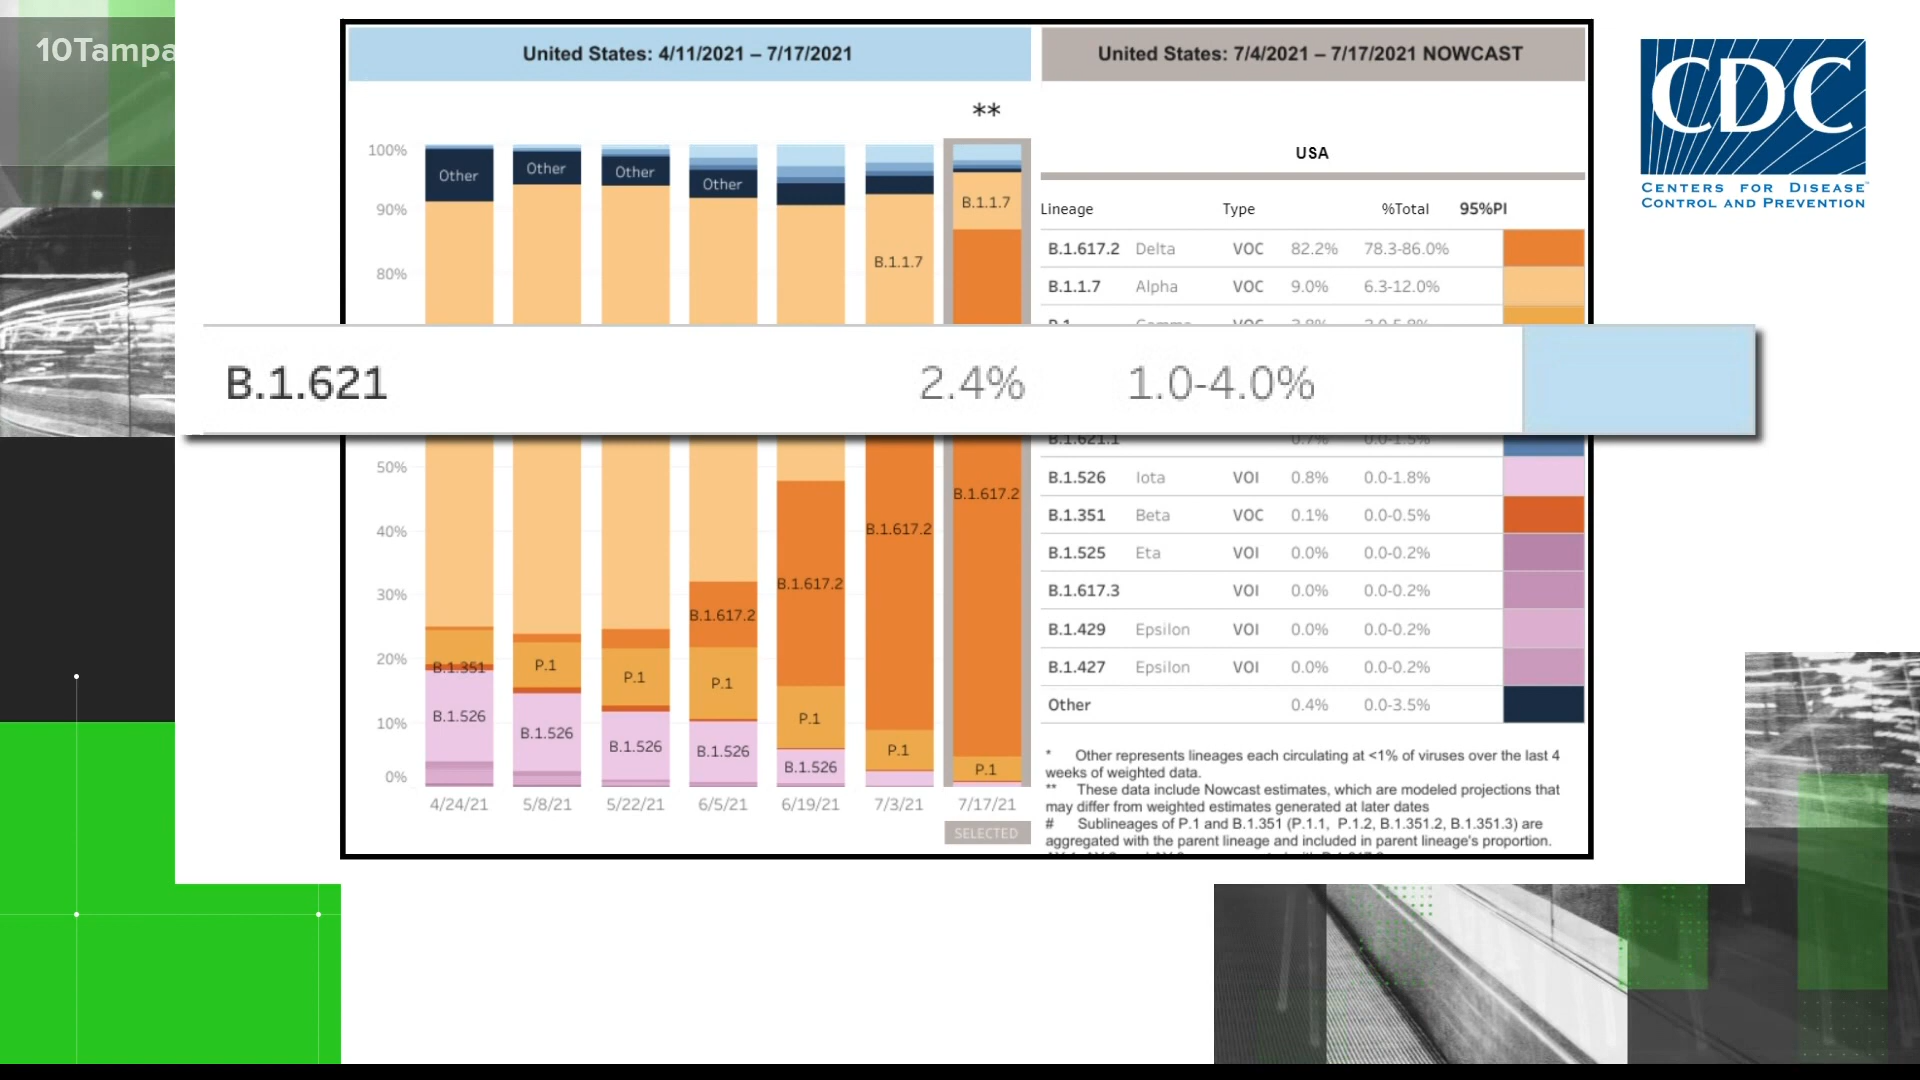 10Tampa
United States: 4/11/2021 – 7/17/2021
**
100%
90%
80%
50%
40%
30%
20%
10%
0%
Other
Other
Other
Other
B.1.1.7
B.1.1.7
B.1.351
B.1.526
P.1
B.1.526
P.1
B.1.526
B.1.617.2
P.1
B.1.526
B.1.617.2
P.1
B.1.526
B.1.617.2
P.1
B.1.617.2
P.1
4/24/21 5/8/21 5/22/21 6/5/21 6/19/21 7/3/21 7/17/21
SELECTED
United States: 7/4/2021 – 7/17/2021 NOWCAST
USA
Lineage Type %Total 95%PI
B.1.617.2 Delta VOC 82.2% 78.3-86.0%
B.1.1.7 Alpha VOC 9.0% 6.3-12.0%
B.1.621 2.4% 1.0-4.0%
B.1.621.1 0.7% 0.0-1.5%
B.1.526 Iota VOI 0.8% 0.0-1.8%
B.1.351 Beta VOC 0.1% 0.0-0.5%
B.1.525 Eta VOI 0.0% 0.0-0.2%
B.1.617.3 VOI 0.0% 0.0-0.2%
B.1.429 Epsilon VOI 0.0% 0.0-0.2%
B.1.427 Epsilon VOI 0.0% 0.0-0.2%
Other 0.4% 0.0-3.5%
* Other represents lineages each circulating at <1% of viruses over the last 4
weeks of weighted data.
** These data include Nowcast estimates, which are modeled projections that
may differ from weighted estimates generated at later dates
# Sublineages of P.1 and B.1.351 (P.1.1, P.1.2, B.1.351.2, B.1.351.3) are
aggregated with the parent lineage and included in parent lineage's proportion.
CDC
CENTERS FOR DISEASE™
CONTROL AND PREVENTION